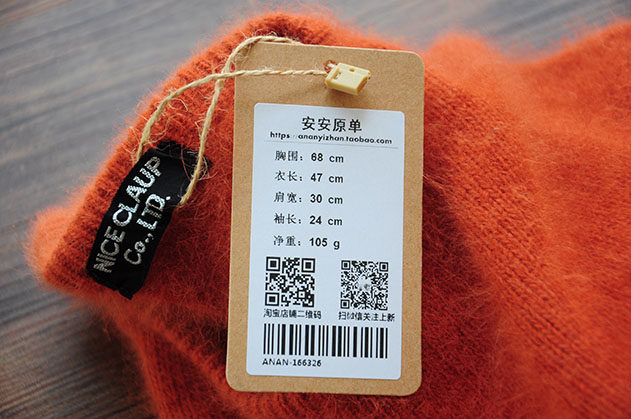 NICE CLAUP
Co., LTD.
安安原单
https://ananyizhan.taobao.com
胸围：68 cm
衣长：47 cm
肩宽：30 cm
袖长：24 cm
净重：105 g
淘宝店铺二维码
扫微信关注上新
ANAN-166326